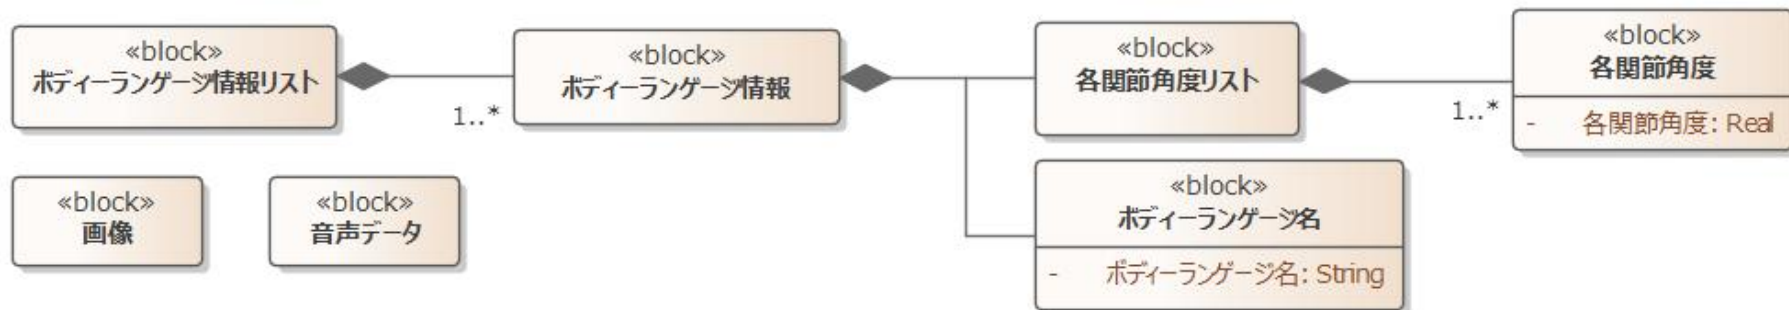 «block»
ボディーランゲージ情報リスト
1..*
«block»
ボディーランゲージ情報
«block»
各関節角度リスト
1..*
«block»
各関節角度
- 各関節角度: Real
«block»
画像
«block»
音声データ
«block»
ボディーランゲージ名
- ボディーランゲージ名: String